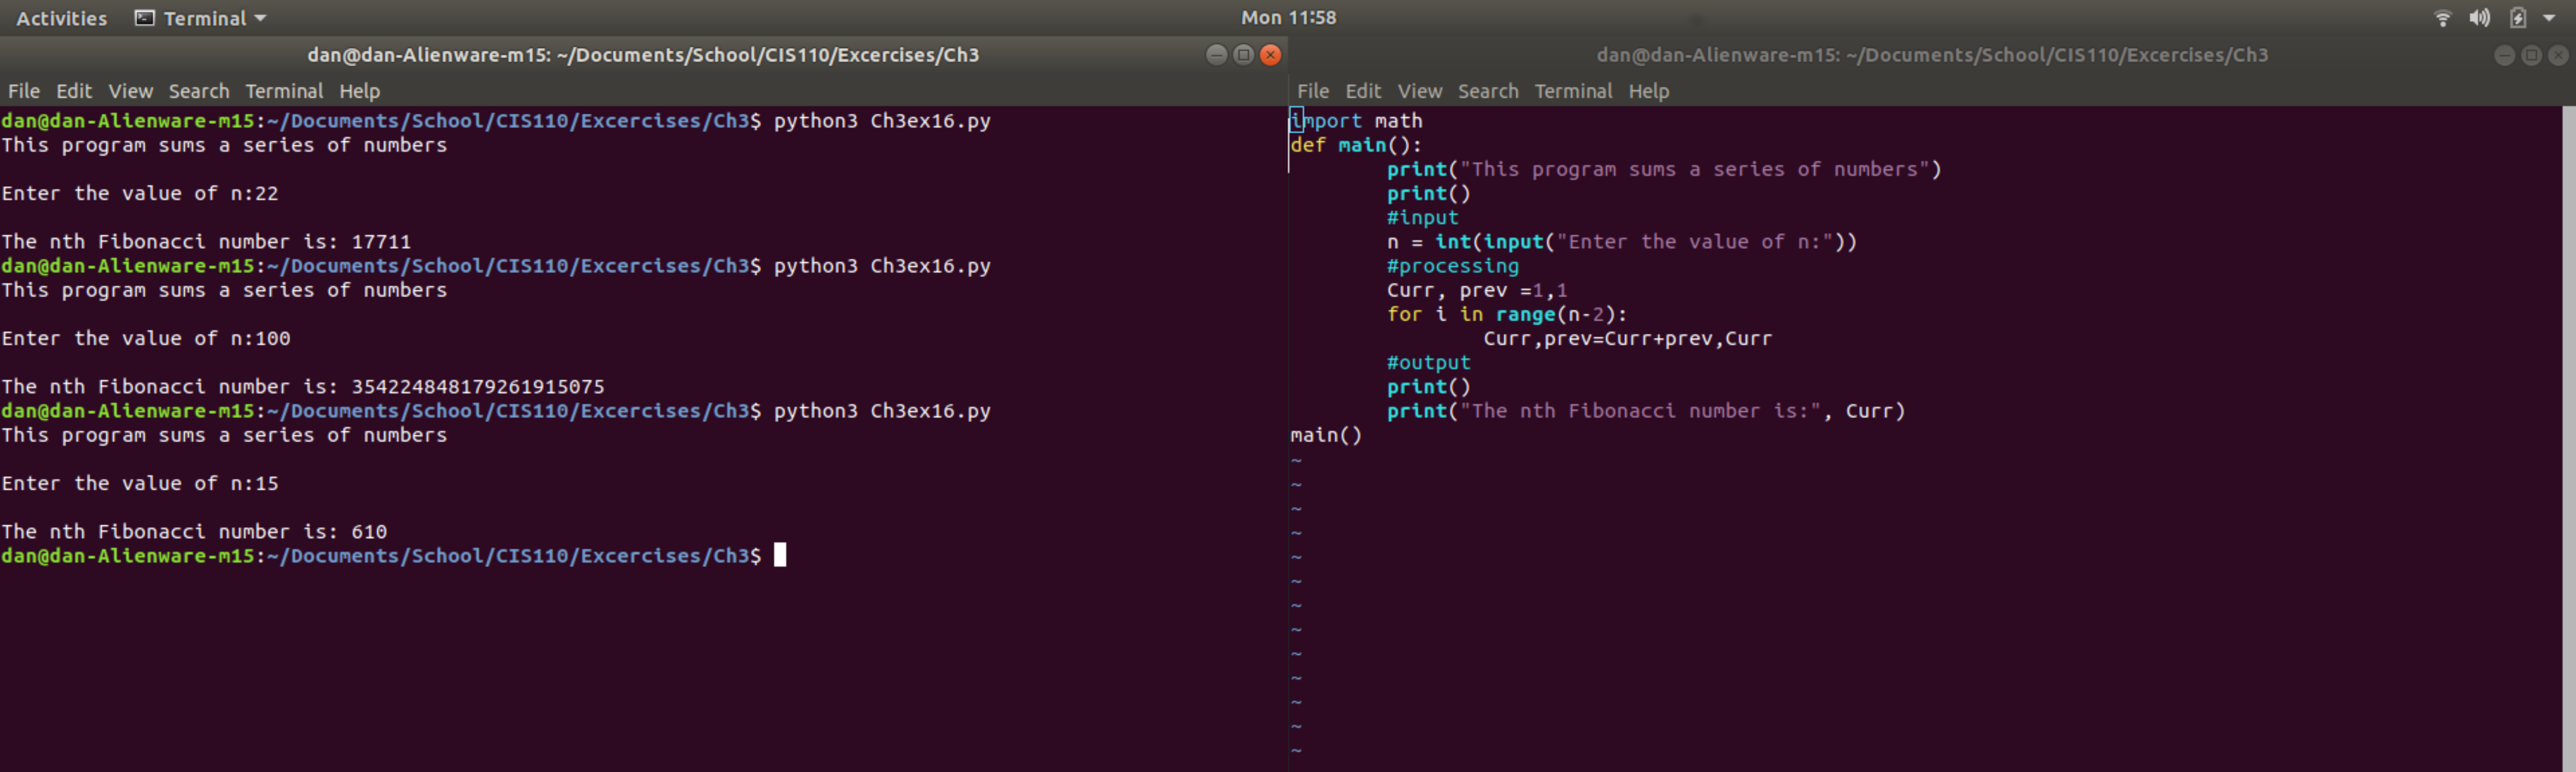 Activities Terminal Mon 11:58
dan@dan-Alienware-m15: ~/Documents/School/CIS110/Excercises/Ch3
File Edit View Search Terminal Help
dan@dan-Alienware-m15:~/Documents/School/CIS110/Excercises/Ch3$ python3 Ch3ex16.py
This program sums a series of numbers
Enter the value of n:22
The nth Fibonacci number is: 17711
dan@dan-Alienware-m15:~/Documents/School/CIS110/Excercises/Ch3$ python3 Ch3ex16.py
This program sums a series of numbers
Enter the value of n:100
The nth Fibonacci number is: 354224848179261915075
dan@dan-Alienware-m15:~/Documents/School/CIS110/Excercises/Ch3$ python3 Ch3ex16.py
This program sums a series of numbers
Enter the value of n:15
The nth Fibonacci number is: 610
dan@dan-Alienware-m15:~/Documents/School/CIS110/Excercises/Ch3$
dan@dan-Alienware-m15: ~/Documents/School/CIS110/Excercises/Ch3
File Edit View Search Terminal Help
import math
def main():
        print("This program sums a series of numbers")
        print()
        #input
        n = int(input("Enter the value of n:"))
        #processing
        Curr, prev =1,1
        for i in range(n-2):
                Curr,prev=Curr+prev,Curr
        #output
        print()
        print("The nth Fibonacci number is:", Curr)
main()
~
~
~
~
~
~
~
~
~
~
~
~
~